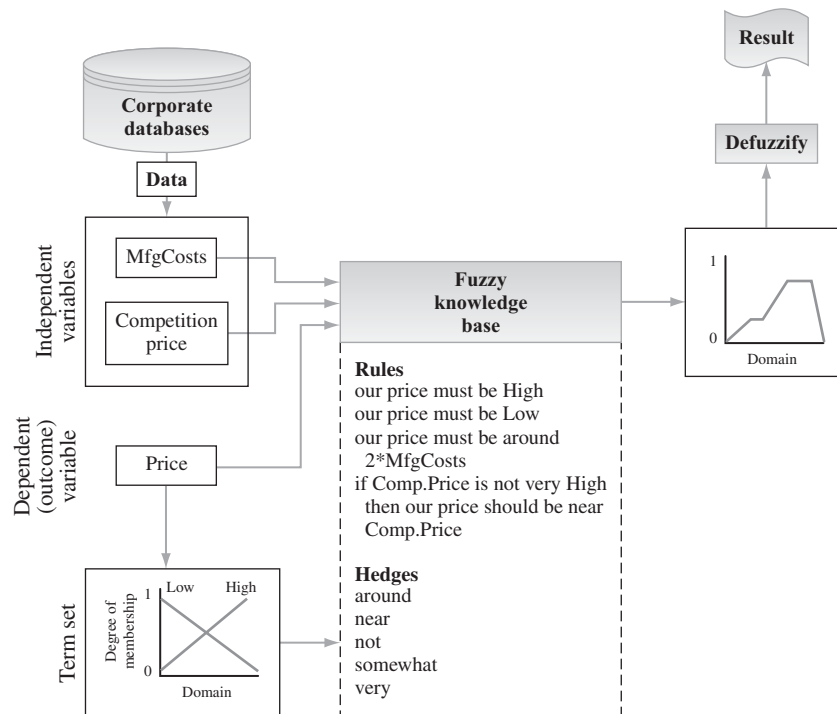 Result
Corporate
databases
Defuzzify
Data
Independent
variables
MfgCosts
Competition
price
Fuzzy
knowledge
base
1
0
Domain
Rules
our price must be High
our price must be Low
our price must be around
2*MfgCosts
if Comp.Price is not very High
then our price should be near
Comp.Price
Dependent
(outcome)
variable
Price
Term set
Degree of
membership
1
Low
High
0
Domain
Hedges
around
near
not
somewhat
very